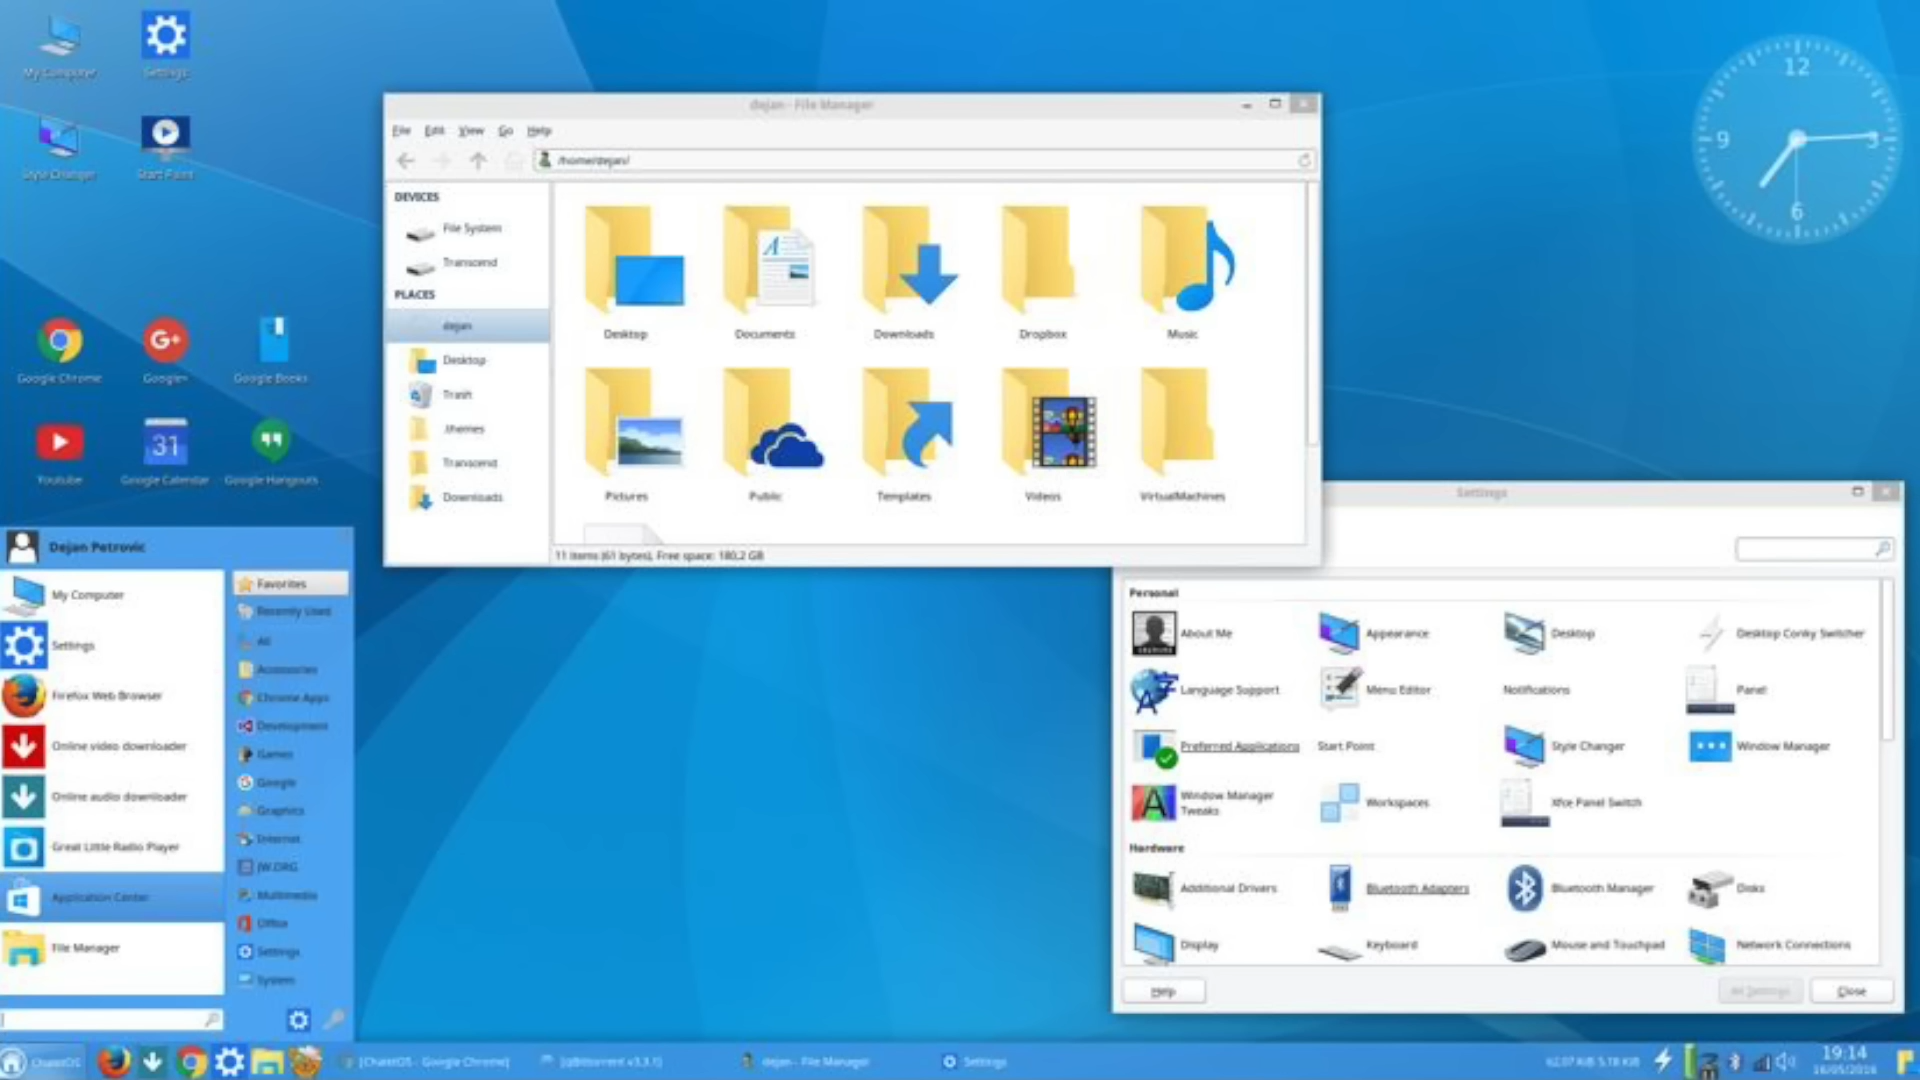 My Computer
Settings
Style Changer
Start Point
Google Chrome
Google+
Google Books
Youtube
31
Google Calendar
Google Hangouts
12
3
6
9
dejan - File Manager
File Edit View Go Help
/home/dejan/
DEVICES
File System
Transcend
PLACES
dejan
Desktop
Trash
.themes
Transcend
Downloads
Desktop
Documents
Downloads
Dropbox
Music
Pictures
Public
Templates
Videos
VirtualMachines
11 items (61 bytes), Free space: 180,2 GB
Dejan Petrovic
My Computer
Settings
Firefox Web Browser
Online video downloader
Online audio downloader
Great Little Radio Player
Application Center
File Manager
Favorites
Recently Used
All
Accessories
Chrome Apps
Development
Games
Google
Graphics
Internet
JW.ORG
Multimedia
Office
Settings
System
Settings
Personal
About Me
Appearance
Desktop
Desktop Conky Switcher
Language Support
Menu Editor
Notifications
Panel
Preferred Applications
Start Point
Style Changer
Window Manager
Window Manager
Tweaks
Workspaces
Xfce Panel Switch
Hardware
Additional Drivers
Bluetooth Adapters
Bluetooth Manager
Disks
Display
Keyboard
Mouse and Touchpad
Network Connections
Help
All Settings
Close
ChaletOS
[ChaletOS - Google Chrome]
[qBittorrent v3.3.1]
dejan - File Manager
Settings
19:14
16/05/2016